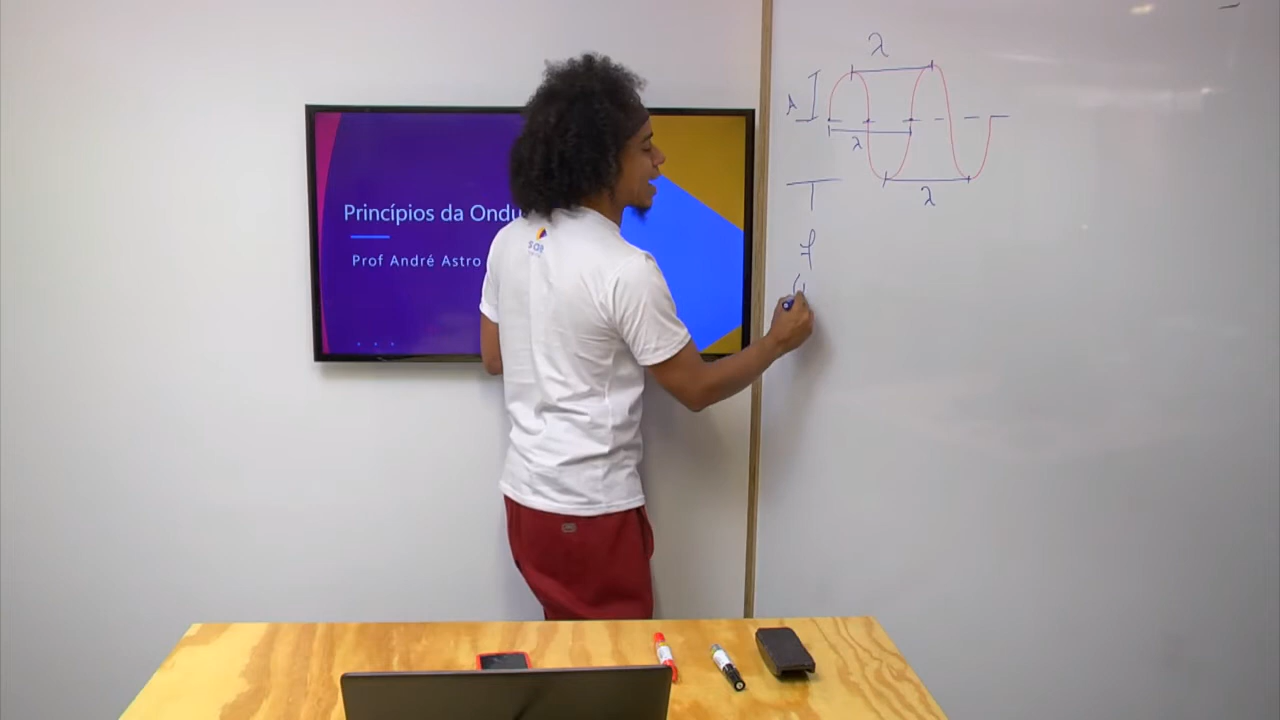 Princípios da Ondu
Prof André Astro
λ
A
λ
λ
T
f